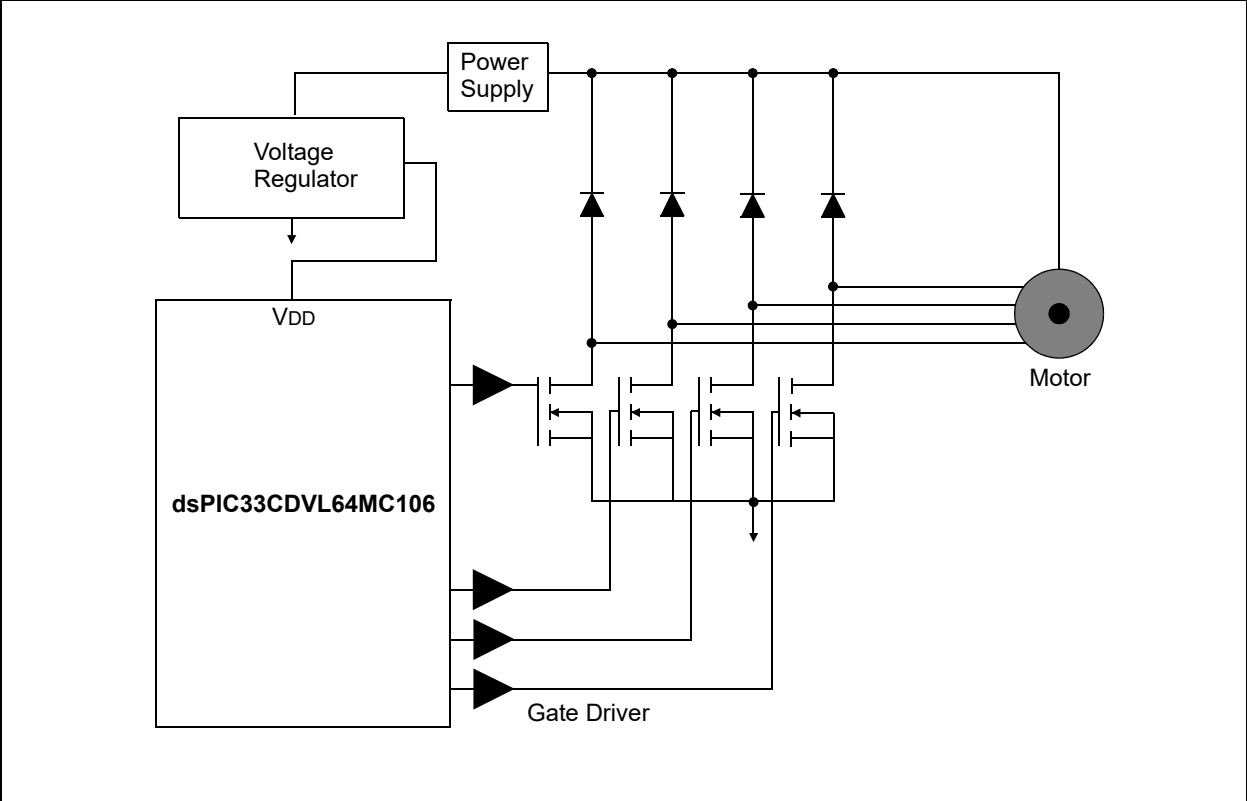 Power
Supply
Voltage
Regulator
VDD
Motor
dsPIC33CDVL64MC106
Gate Driver